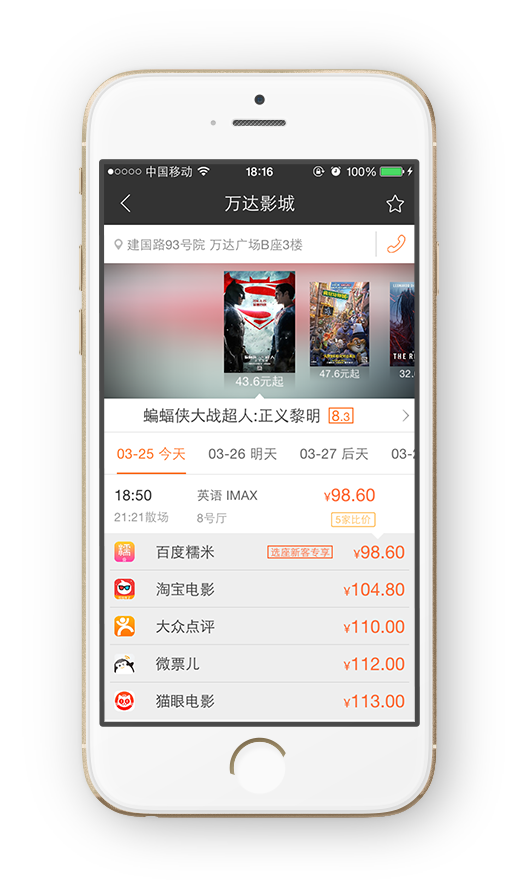 中国移动 18:16 100%
万达影城
建国路93号院 万达广场B座3楼
43.6元起 47.6元起 32.
THE R
蝙蝠侠大战超人:正义黎明 8.3
03-25 今天 03-26 明天 03-27 后天 03-2
18:50 英语 IMAX ¥98.60
21:21散场 8号厅 5家比价
糯 百度糯米 选座新客专享 ¥98.60
淘宝电影 ¥104.80
大众点评 ¥110.00
微票儿 ¥112.00
猫眼电影 ¥113.00